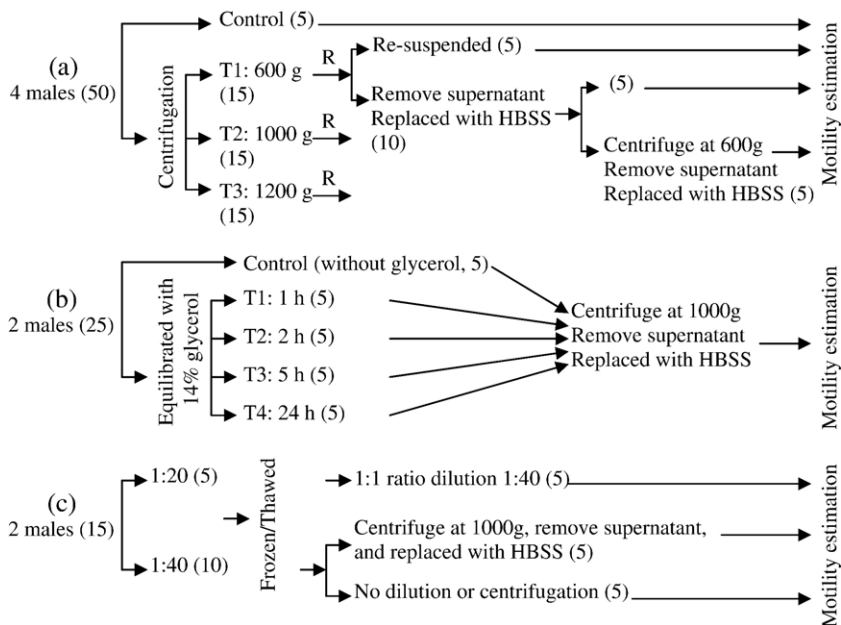 Control (5)
(a)
4 males (50)
Centrifugation
T1: 600 g
(15)
R
T2: 1000 g
(15)
R
T3: 1200 g
(15)
R
Re-suspended (5)
Remove supernatant
Replaced with HBSS
(10)
(5)
Centrifuge at 600g
Remove supernatant
Replaced with HBSS (5)
Motility estimation
(b)
2 males (25)
Control (without glycerol, 5)
Equilibrated with
14% glycerol
T1: 1 h (5)
T2: 2 h (5)
T3: 5 h (5)
T4: 24 h (5)
Centrifuge at 1000g
Remove supernatant
Replaced with HBSS
Motility estimation
(c)
2 males (15)
1:20 (5)
1:40 (10)
Frozen/Thawed
1:1 ratio dilution 1:40 (5)
Centrifuge at 1000g, remove supernatant,
and replaced with HBSS (5)
No dilution or centrifugation (5)
Motility estimation